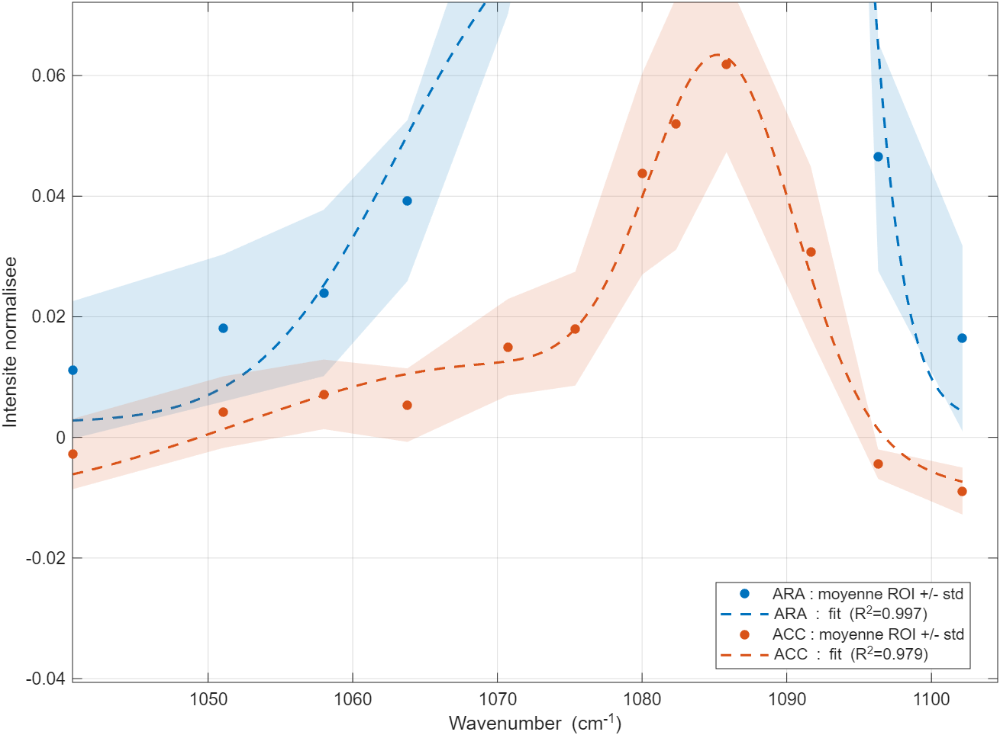 0.06
0.04
0.02
0
-0.02
-0.04
Intensite normalisee
1050 1060 1070 1080 1090 1100
Wavenumber (cm-1)
ARA : moyenne ROI +/- std
ARA : fit (R2=0.997)
ACC : moyenne ROI +/- std
ACC : fit (R2=0.979)